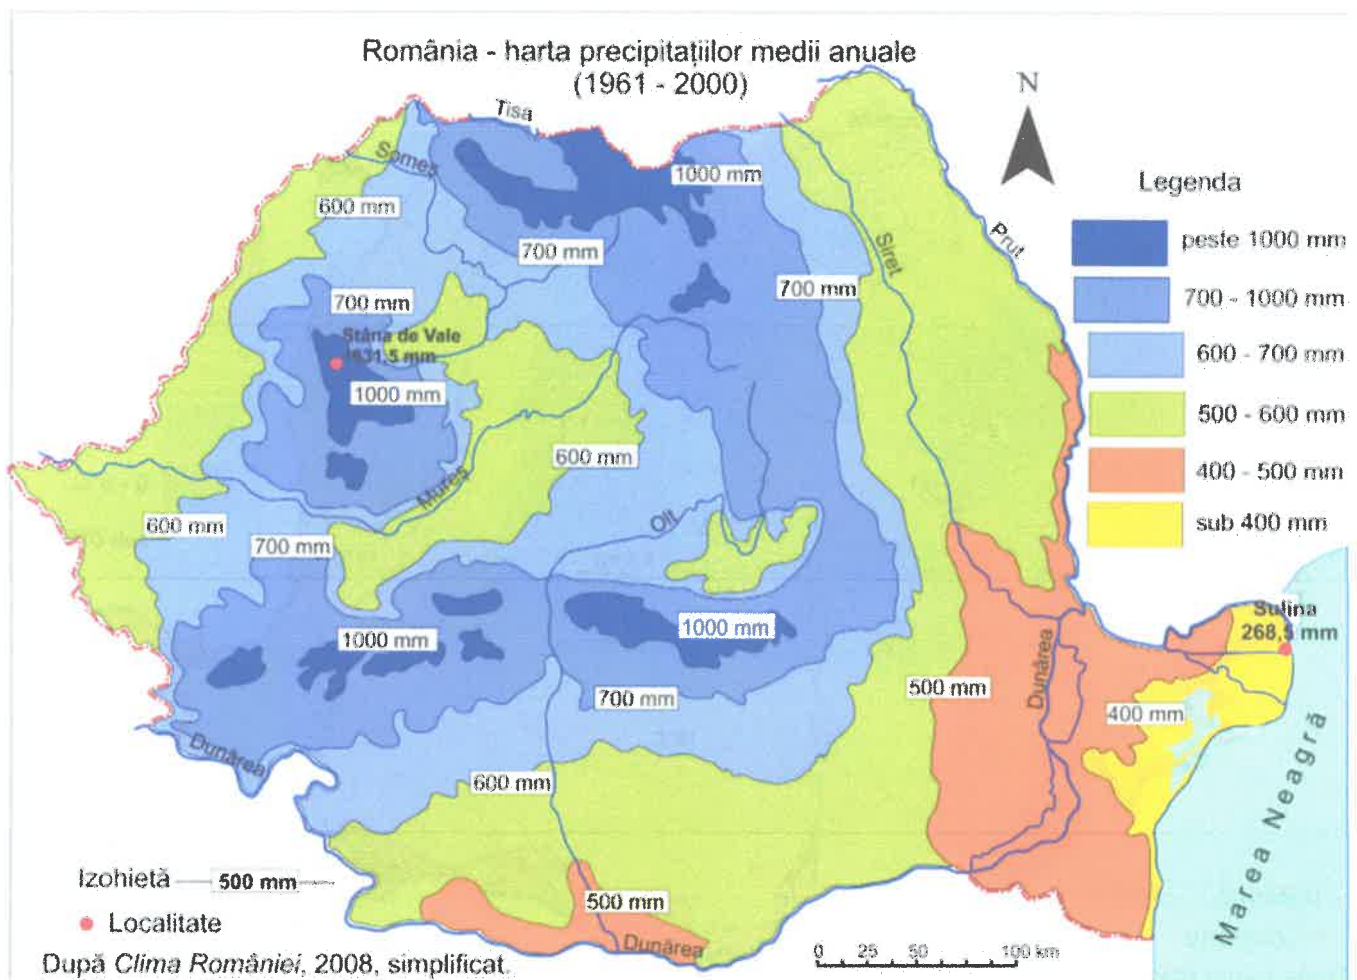 România - harta precipitațiilor medii anuale
(1961 - 2000)
N
Tisa
Someș
1000 mm
Legenda
600 mm
Prut
peste 1000 mm
700 mm
Siret
700 mm
700 mm
700 - 1000 mm
Stâna de Vale
1631,5 mm
600 - 700 mm
1000 mm
500 - 600 mm
600 mm
400 - 500 mm
Mureș
600 mm
Olt
sub 400 mm
700 mm
Sulina
268,5 mm
1000 mm
1000 mm
Dunărea
500 mm
700 mm
400 mm
Dunărea
600 mm
Marea Neagră
Izohietă
500 mm
500 mm
Localitate
Dunărea
0 25 50 100 km
După Clima României, 2008, simplificat.